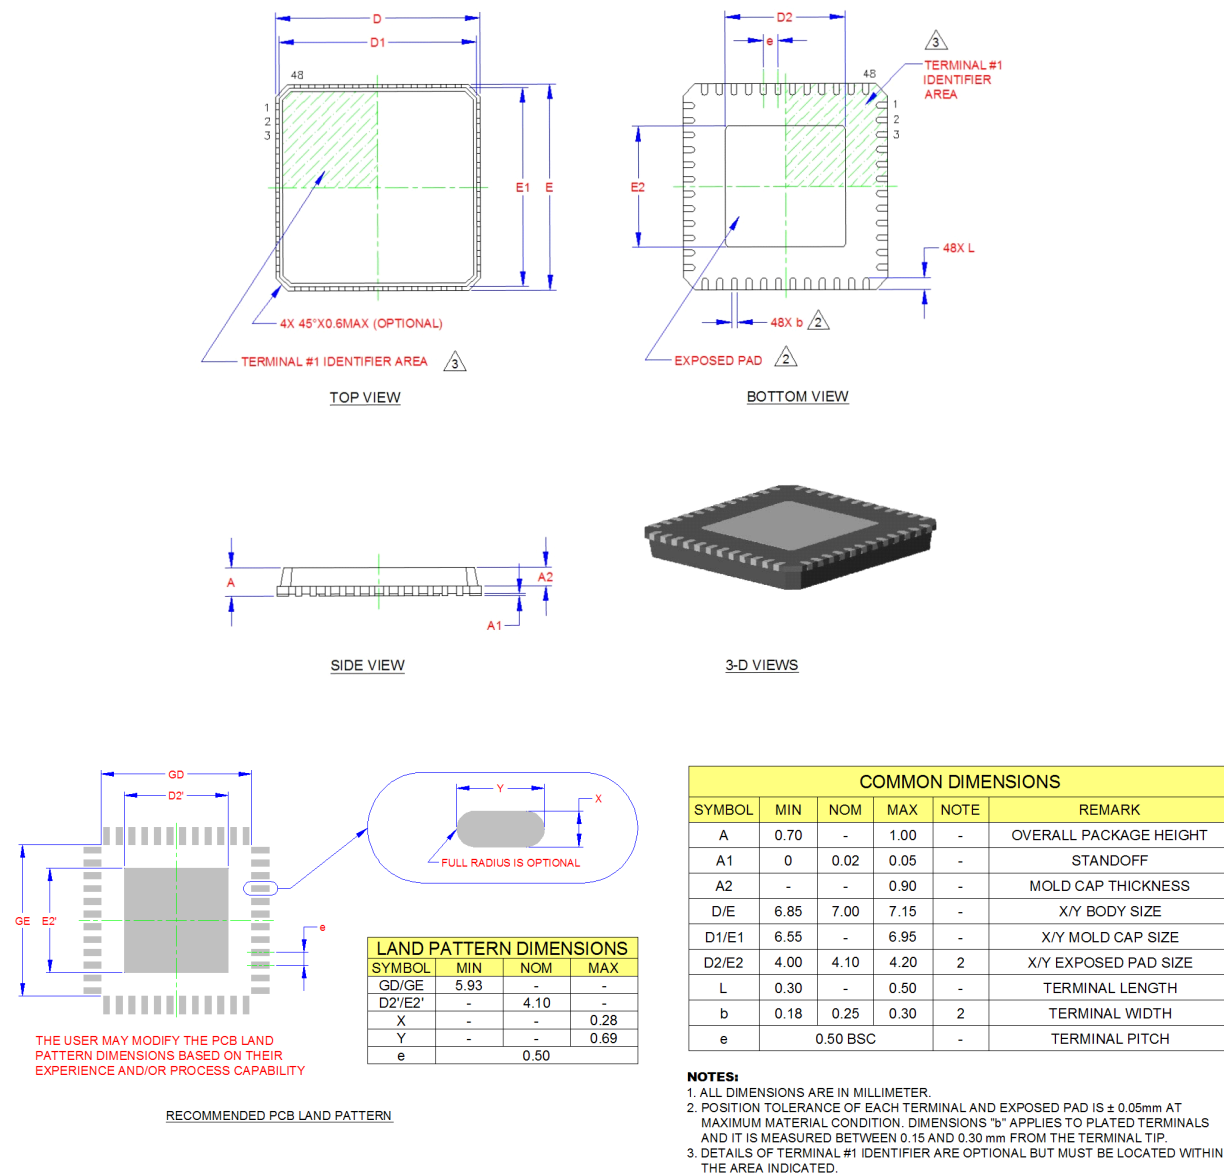 D
D1
48
1
2
3
E1
E
4X 45°X0.6MAX (OPTIONAL)
TERMINAL #1 IDENTIFIER AREA 3
TOP VIEW
D2
e
3
TERMINAL #1
IDENTIFIER
AREA
48
1
2
3
E2
48X L
48X b 2
EXPOSED PAD 2
BOTTOM VIEW
A
A2
A1
SIDE VIEW
3-D VIEWS
GD
D2'
GE
E2'
e
Y
X
FULL RADIUS IS OPTIONAL
THE USER MAY MODIFY THE PCB LAND
PATTERN DIMENSIONS BASED ON THEIR
EXPERIENCE AND/OR PROCESS CAPABILITY
RECOMMENDED PCB LAND PATTERN
LAND PATTERN DIMENSIONS
SYMBOL MIN NOM MAX
GD/GE 5.93 - -
D2'/E2' - 4.10 -
X - - 0.28
Y - - 0.69
e 0.50
COMMON DIMENSIONS
SYMBOL MIN NOM MAX NOTE REMARK
A 0.70 - 1.00 - OVERALL PACKAGE HEIGHT
A1 0 0.02 0.05 - STANDOFF
A2 - - 0.90 - MOLD CAP THICKNESS
D/E 6.85 7.00 7.15 - X/Y BODY SIZE
D1/E1 6.55 - 6.95 - X/Y MOLD CAP SIZE
D2/E2 4.00 4.10 4.20 2 X/Y EXPOSED PAD SIZE
L 0.30 - 0.50 - TERMINAL LENGTH
b 0.18 0.25 0.30 2 TERMINAL WIDTH
e 0.50 BSC - TERMINAL PITCH
NOTES:
1. ALL DIMENSIONS ARE IN MILLIMETER.
2. POSITION TOLERANCE OF EACH TERMINAL AND EXPOSED PAD IS ± 0.05mm AT
MAXIMUM MATERIAL CONDITION. DIMENSIONS "b" APPLIES TO PLATED TERMINALS
AND IT IS MEASURED BETWEEN 0.15 AND 0.30 mm FROM THE TERMINAL TIP.
3. DETAILS OF TERMINAL #1 IDENTIFIER ARE OPTIONAL BUT MUST BE LOCATED WITHIN
THE AREA INDICATED.